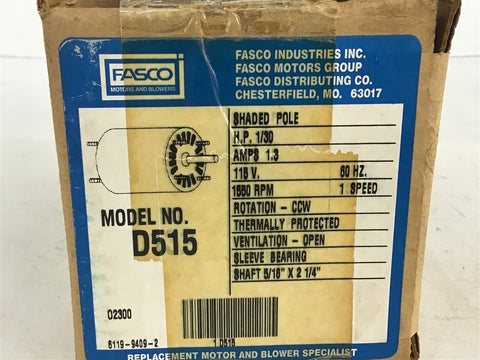 FASCO
MOTORS AND BLOWERS
FASCO INDUSTRIES INC.
FASCO MOTORS GROUP
FASCO DISTRIBUTING CO.
CHESTERFIELD, MO. 63017
SHADED POLE
H.P. 1/30
AMPS 1.3
115 V. 60 HZ.
1550 RPM 1 SPEED
ROTATION - CCW
THERMALLY PROTECTED
VENTILATION - OPEN
SLEEVE BEARING
SHAFT 5/16" X 2 1/4"
MODEL NO.
D515
02300
6119-9409-2
1 D515
REPLACEMENT MOTOR AND BLOWER SPECIALIST